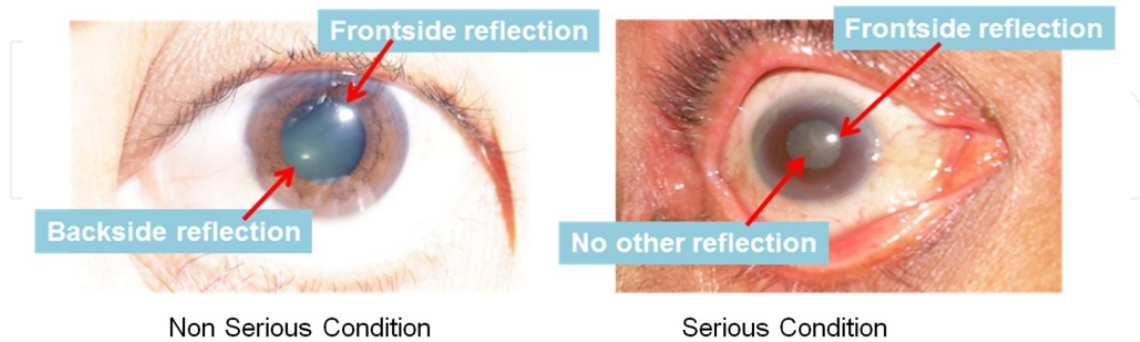 Frontside reflection
Frontside reflection
Backside reflection
No other reflection
Non Serious Condition
Serious Condition